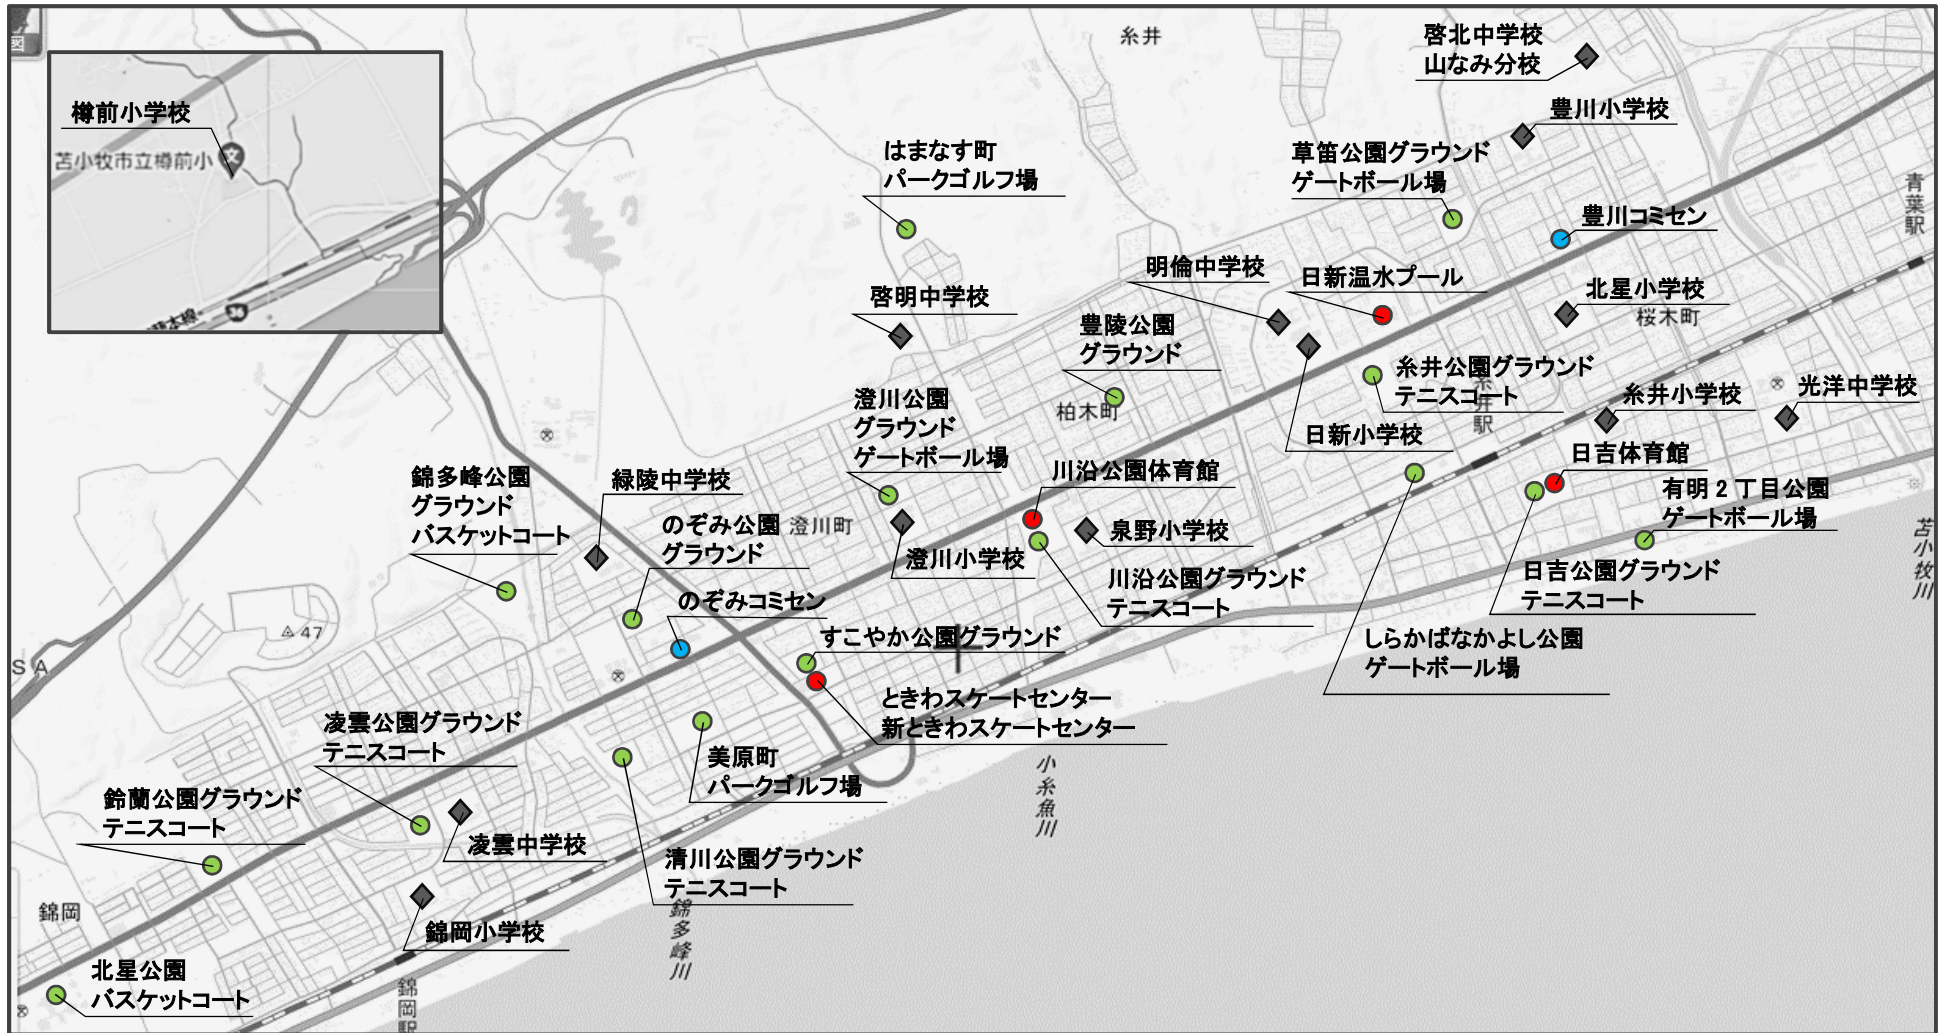 図
糸井
啓北中学校
山なみ分校
樽前小学校
苫小牧市立樽前小
文
36
豊川小学校
はまなす町
パークゴルフ場
草笛公園グラウンド
ゲートボール場
青葉駅
豊川コミセン
明倫中学校
日新温水プール
啓明中学校
北星小学校
桜木町
豊陵公園
グラウンド
糸井公園グラウンド
テニスコート
糸井駅
糸井小学校
光洋中学校
柏木町
澄川公園
グラウンド
ゲートボール場
日新小学校
日吉体育館
川沿公園体育館
錦多峰公園
グラウンド
バスケットコート
緑陵中学校
有明2丁目公園
ゲートボール場
のぞみ公園
グラウンド
澄川町
泉野小学校
澄川小学校
苫小牧川
川沿公園グラウンド
テニスコート
日吉公園グラウンド
テニスコート
のぞみコミセン
47
すこやか公園グラウンド
しらかばなかよし公園
ゲートボール場
SA
ときわスケートセンター
新ときわスケートセンター
凌雲公園グラウンド
テニスコート
美原町
パークゴルフ場
小糸魚川
鈴蘭公園グラウンド
テニスコート
凌雲中学校
清川公園グラウンド
テニスコート
錦岡
錦岡小学校
錦多峰川
北星公園
バスケットコート
錦岡駅